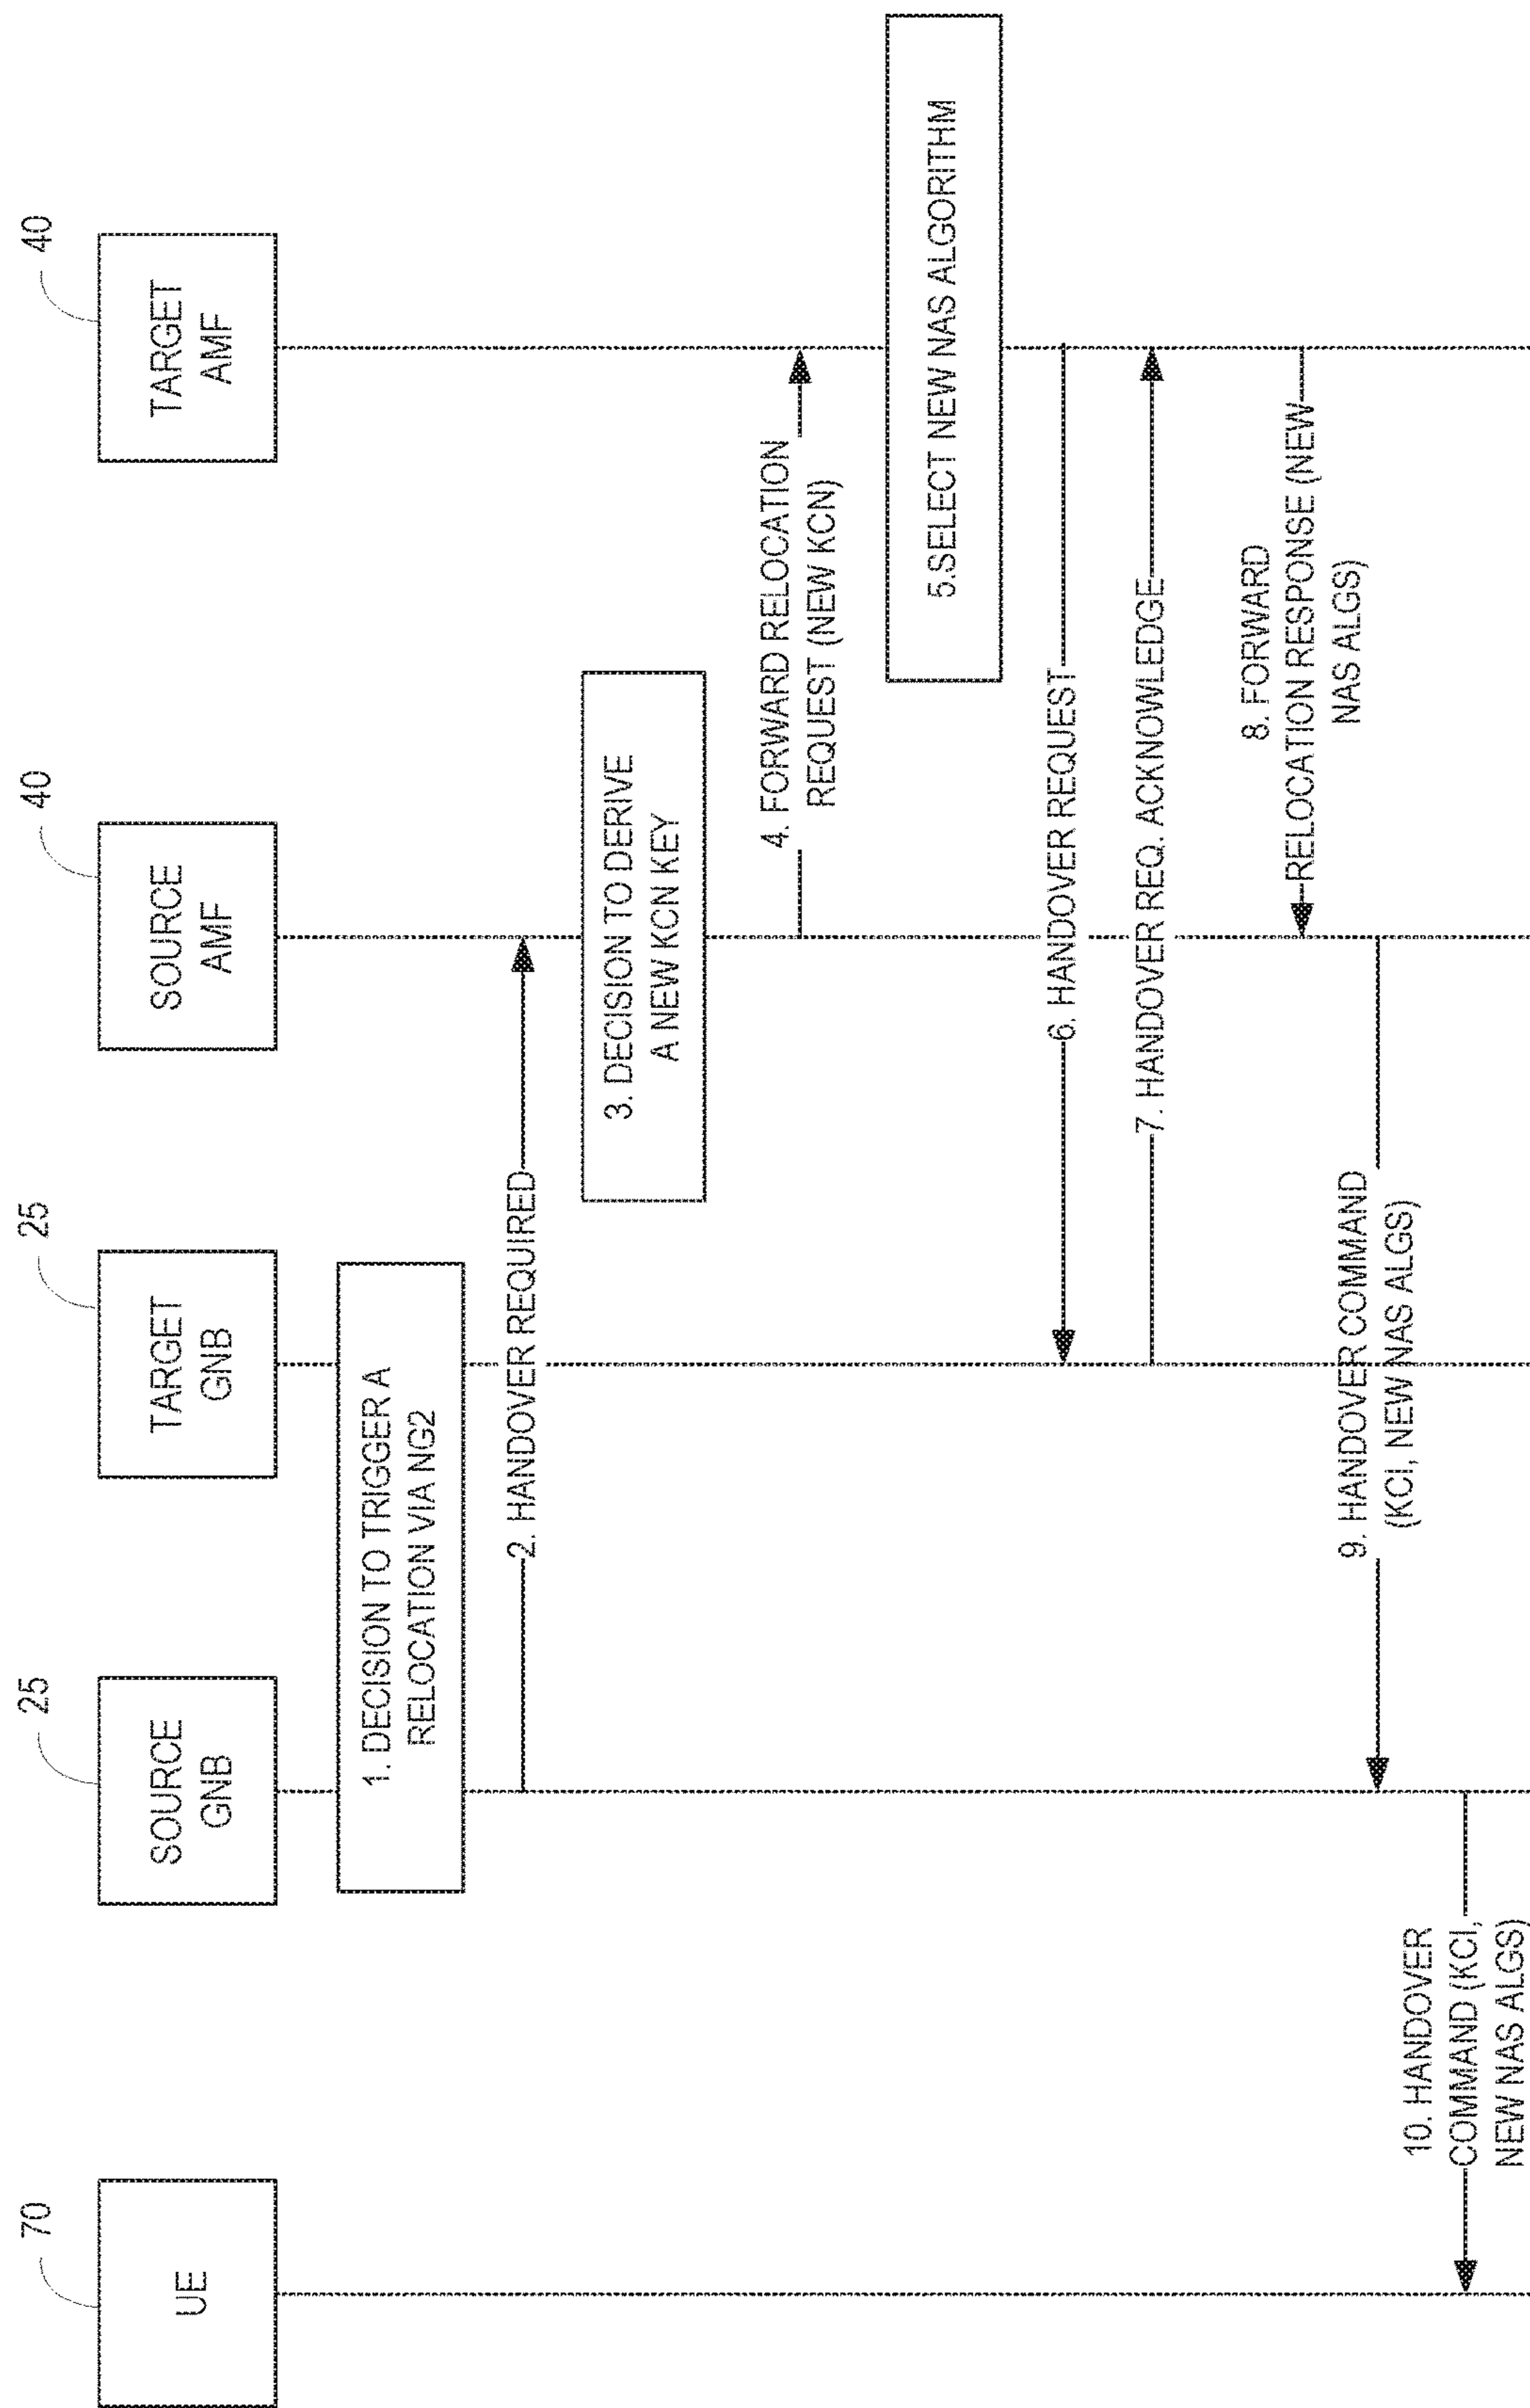 70
25
25
40
40
UE
SOURCE
GNB
TARGET
GNB
SOURCE
AMF
TARGET
AMF
1. DECISION TO TRIGGER A
RELOCATION VIA NG2
2. HANDOVER REQUIRED
3. DECISION TO DERIVE
A NEW KCN KEY
4. FORWARD RELOCATION
REQUEST (NEW KCN)
5.SELECT NEW NAS ALGORITHM
6. HANDOVER REQUEST
7. HANDOVER REQ. ACKNOWLEDGE
8. FORWARD
RELOCATION RESPONSE (NEW
NAS ALGS)
9. HANDOVER COMMAND
(KCI, NEW NAS ALGS)
10. HANDOVER
COMMAND (KCI,
NEW NAS ALGS)